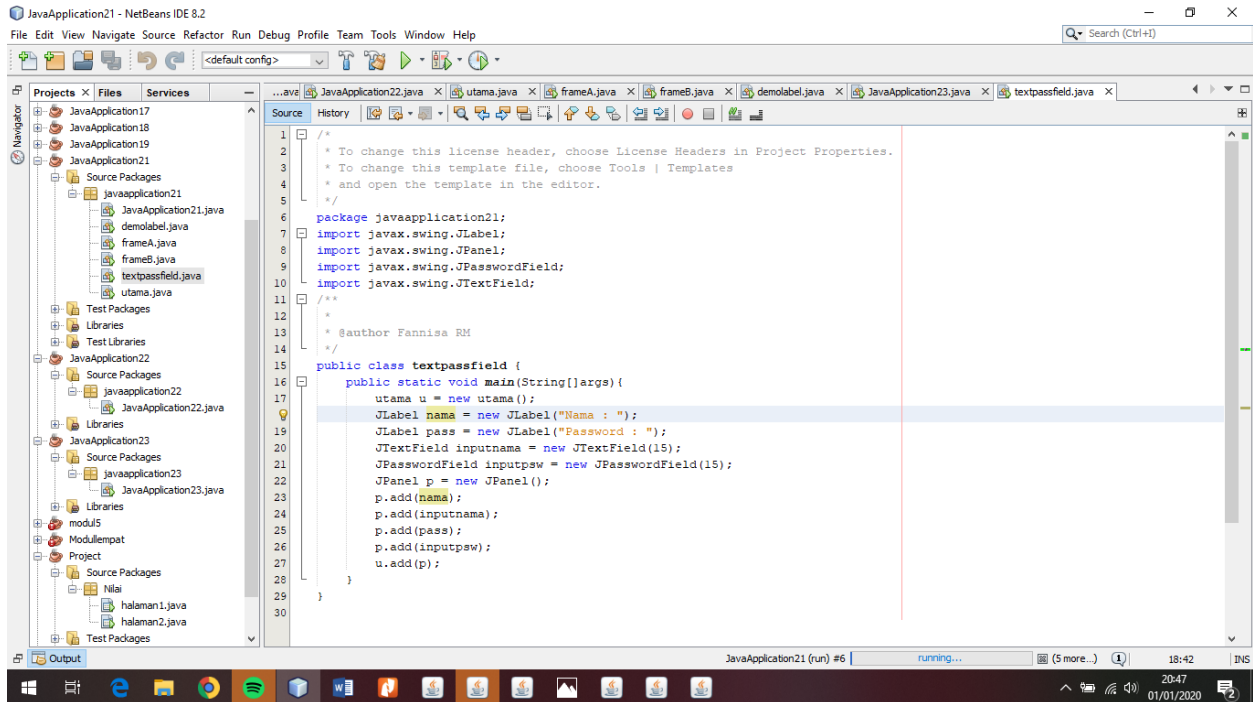 JavaApplication21 - NetBeans IDE 8.2
File Edit View Navigate Source Refactor Run Debug Profile Team Tools Window Help
Search (Ctrl+I)
<default config>
Projects Files Services
Navigator
JavaApplication17
JavaApplication18
JavaApplication19
JavaApplication21
Source Packages
javaapplication21
JavaApplication21.java
demolabel.java
frameA.java
frameB.java
textpassfield.java
utama.java
Test Packages
Libraries
Test Libraries
JavaApplication22
Source Packages
javaapplication22
JavaApplication22.java
Libraries
JavaApplication23
Source Packages
javaapplication23
JavaApplication23.java
Libraries
modul5
Modullempat
Project
Source Packages
Nilai
halaman1.java
halaman2.java
Test Packages
...ava JavaApplication22.java utama.java frameA.java frameB.java demolabel.java JavaApplication23.java textpassfield.java
Source History
1 /*
2 * To change this license header, choose License Headers in Project Properties.
3 * To change this template file, choose Tools | Templates
4 * and open the template in the editor.
5 */
6 package javaapplication21;
7 import javax.swing.JLabel;
8 import javax.swing.JPanel;
9 import javax.swing.JPasswordField;
10 import javax.swing.JTextField;
11 /**
12 *
13 * @author Fannisa RM
14 */
15 public class textpassfield {
16 public static void main(String[]args){
17 utama u = new utama();
JLabel nama = new JLabel("Nama : ");
19 JLabel pass = new JLabel("Password : ");
20 JTextField inputnama = new JTextField(15);
21 JPasswordField inputpsw = new JPasswordField(15);
22 JPanel p = new JPanel();
23 p.add(nama);
24 p.add(inputnama);
25 p.add(pass);
26 p.add(inputpsw);
27 u.add(p);
28 }
29 }
30
Output
JavaApplication21 (run) #6 running... (5 more...) 1 18:42 INS
20:47
01/01/2020
2